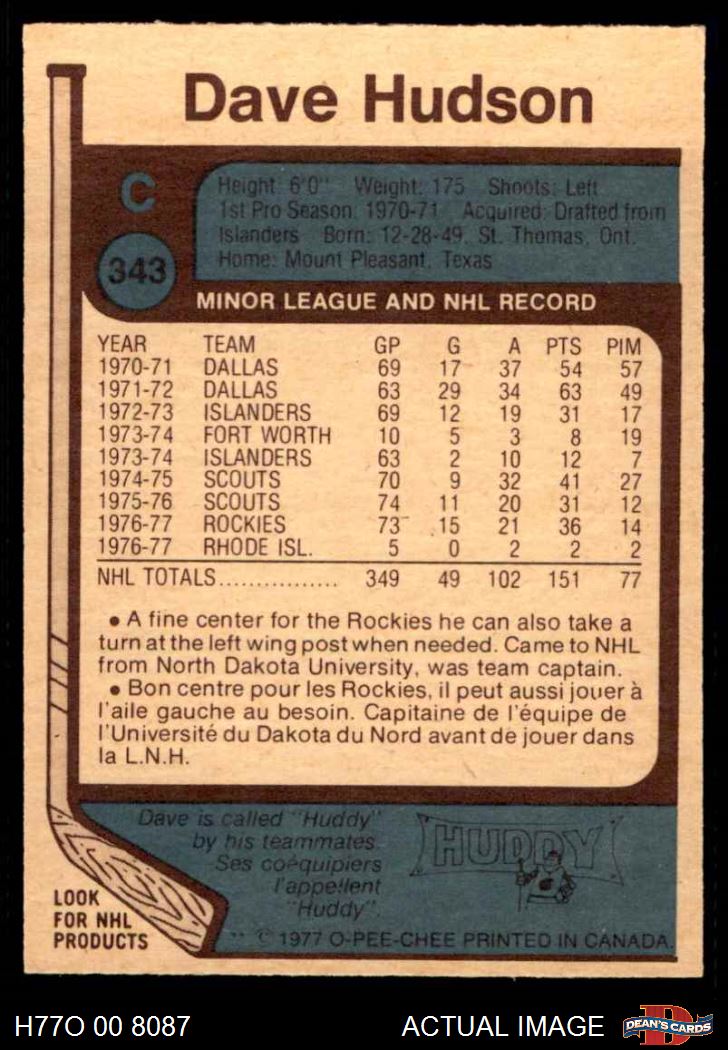 Dave Hudson
C
343
Height: 6'0" Weight: 175 Shoots: Left
1st Pro Season: 1970-71 Acquired: Drafted from
Islanders Born: 12-28-49, St. Thomas, Ont.
Home: Mount Pleasant, Texas
MINOR LEAGUE AND NHL RECORD
YEAR TEAM GP G A PTS PIM
1970-71 DALLAS 69 17 37 54 57
1971-72 DALLAS 63 29 34 63 49
1972-73 ISLANDERS 69 12 19 31 17
1973-74 FORT WORTH 10 5 3 8 19
1973-74 ISLANDERS 63 2 10 12 7
1974-75 SCOUTS 70 9 32 41 27
1975-76 SCOUTS 74 11 20 31 12
1976-77 ROCKIES 73 15 21 36 14
1976-77 RHODE ISL. 5 0 2 2 2
NHL TOTALS................ 349 49 102 151 77
• A fine center for the Rockies he can also take a
turn at the left wing post when needed. Came to NHL
from North Dakota University, was team captain.
• Bon centre pour les Rockies, il peut aussi jouer à
l'aile gauche au besoin. Capitaine de l'équipe de
l'Université du Dakota du Nord avant de jouer dans
la L.N.H.
Dave is called "Huddy"
by his teammates.
Ses coéquipiers
l'appellent
"Huddy".
HUDDY
LOOK
FOR NHL
PRODUCTS
** © 1977 O-PEE-CHEE PRINTED IN CANADA.
H77O 00 8087
ACTUAL IMAGE
D
DEAN'S CARDS